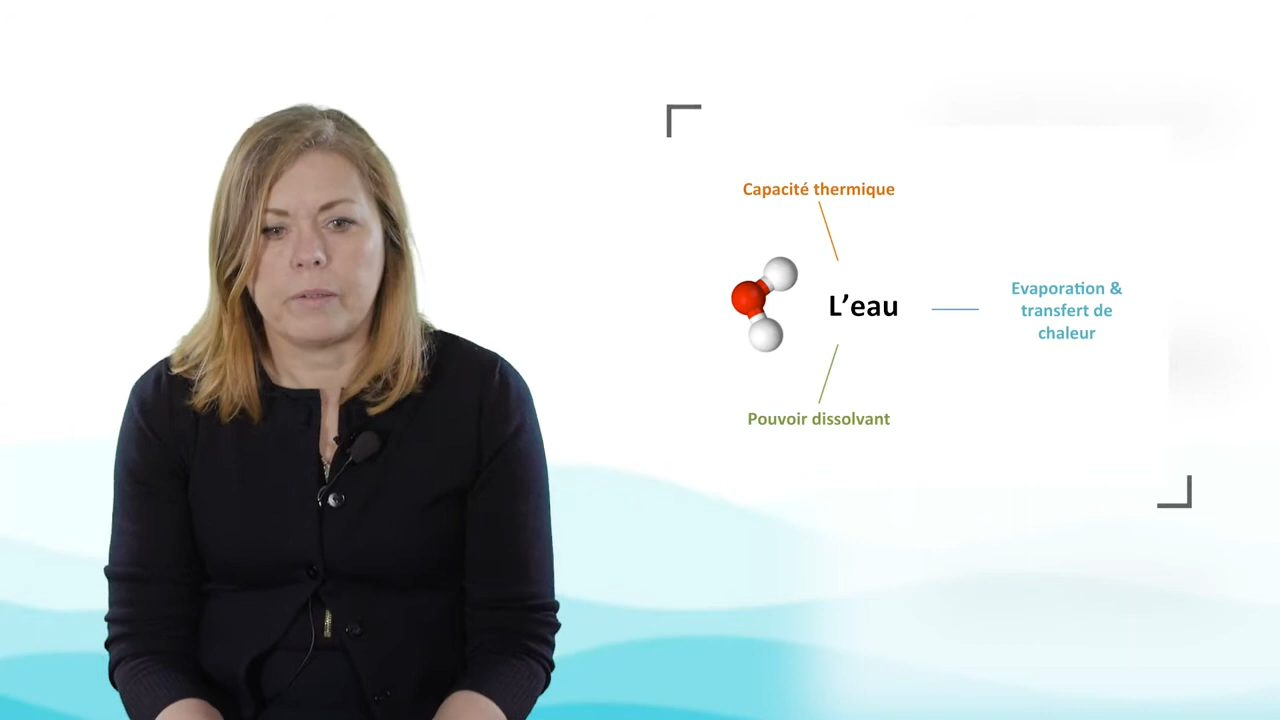 Capacité thermique
L’eau
Evaporation &
transfert de
chaleur
Pouvoir dissolvant